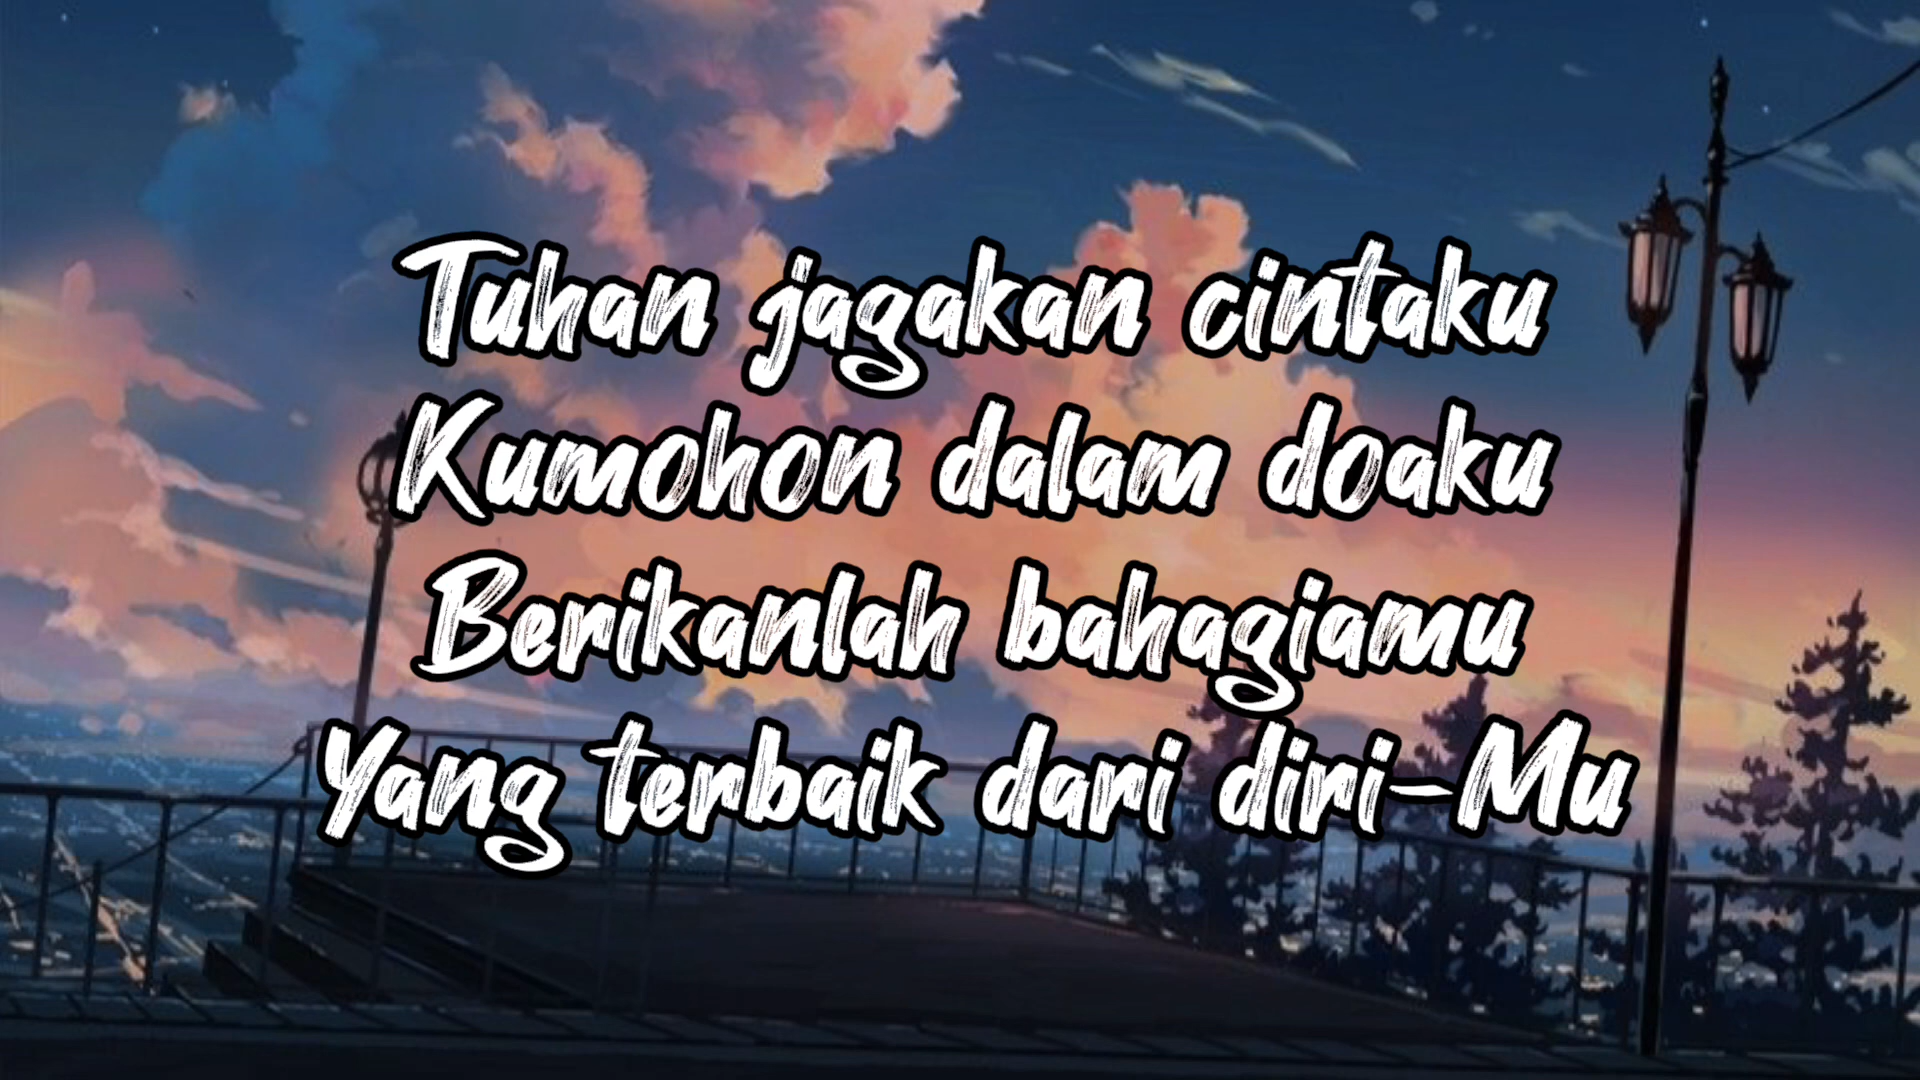 Tuhan jagakan cintaku
Kumohon dalam doaku
Berikanlah bahagiamu
Yang terbaik dari diri-Mu